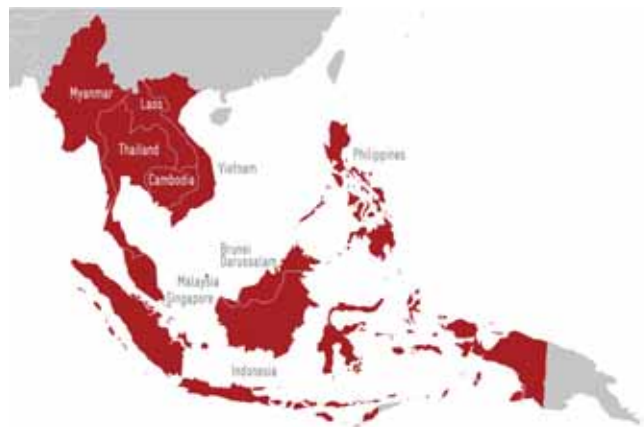 Myanmar
Laos
Thailand
Cambodia
Vietnam
Philippines
Brunei
Darussalam
Malaysia
Singapore
Indonesia